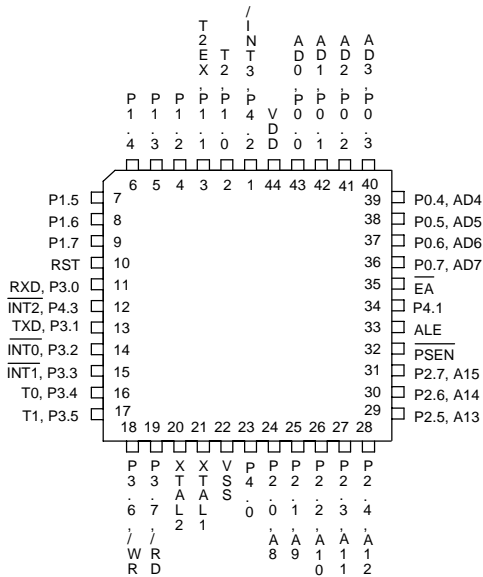 P1.4
P1.3
P1.2
T2EX,P1.1
T2,P1.0
/INT3,P4.2
VDD
AD0,P0.0
AD1,P0.1
AD2,P0.2
AD3,P0.3
6 5 4 3 2 1 44 43 42 41 40
P1.5 7
P1.6 8
P1.7 9
RST 10
RXD, P3.0 11
INT2, P4.3 12
TXD, P3.1 13
INT0, P3.2 14
INT1, P3.3 15
T0, P3.4 16
T1, P3.5 17
39 P0.4, AD4
38 P0.5, AD5
37 P0.6, AD6
36 P0.7, AD7
35 EA
34 P4.1
33 ALE
32 PSEN
31 P2.7, A15
30 P2.6, A14
29 P2.5, A13
18 19 20 21 22 23 24 25 26 27 28
P3.6,/WR
P3.7,/RD
XTAL2
XTAL1
VSS
P4.0
P2.0,A8
P2.1,A9
P2.2,A10
P2.3,A11
P2.4,A12